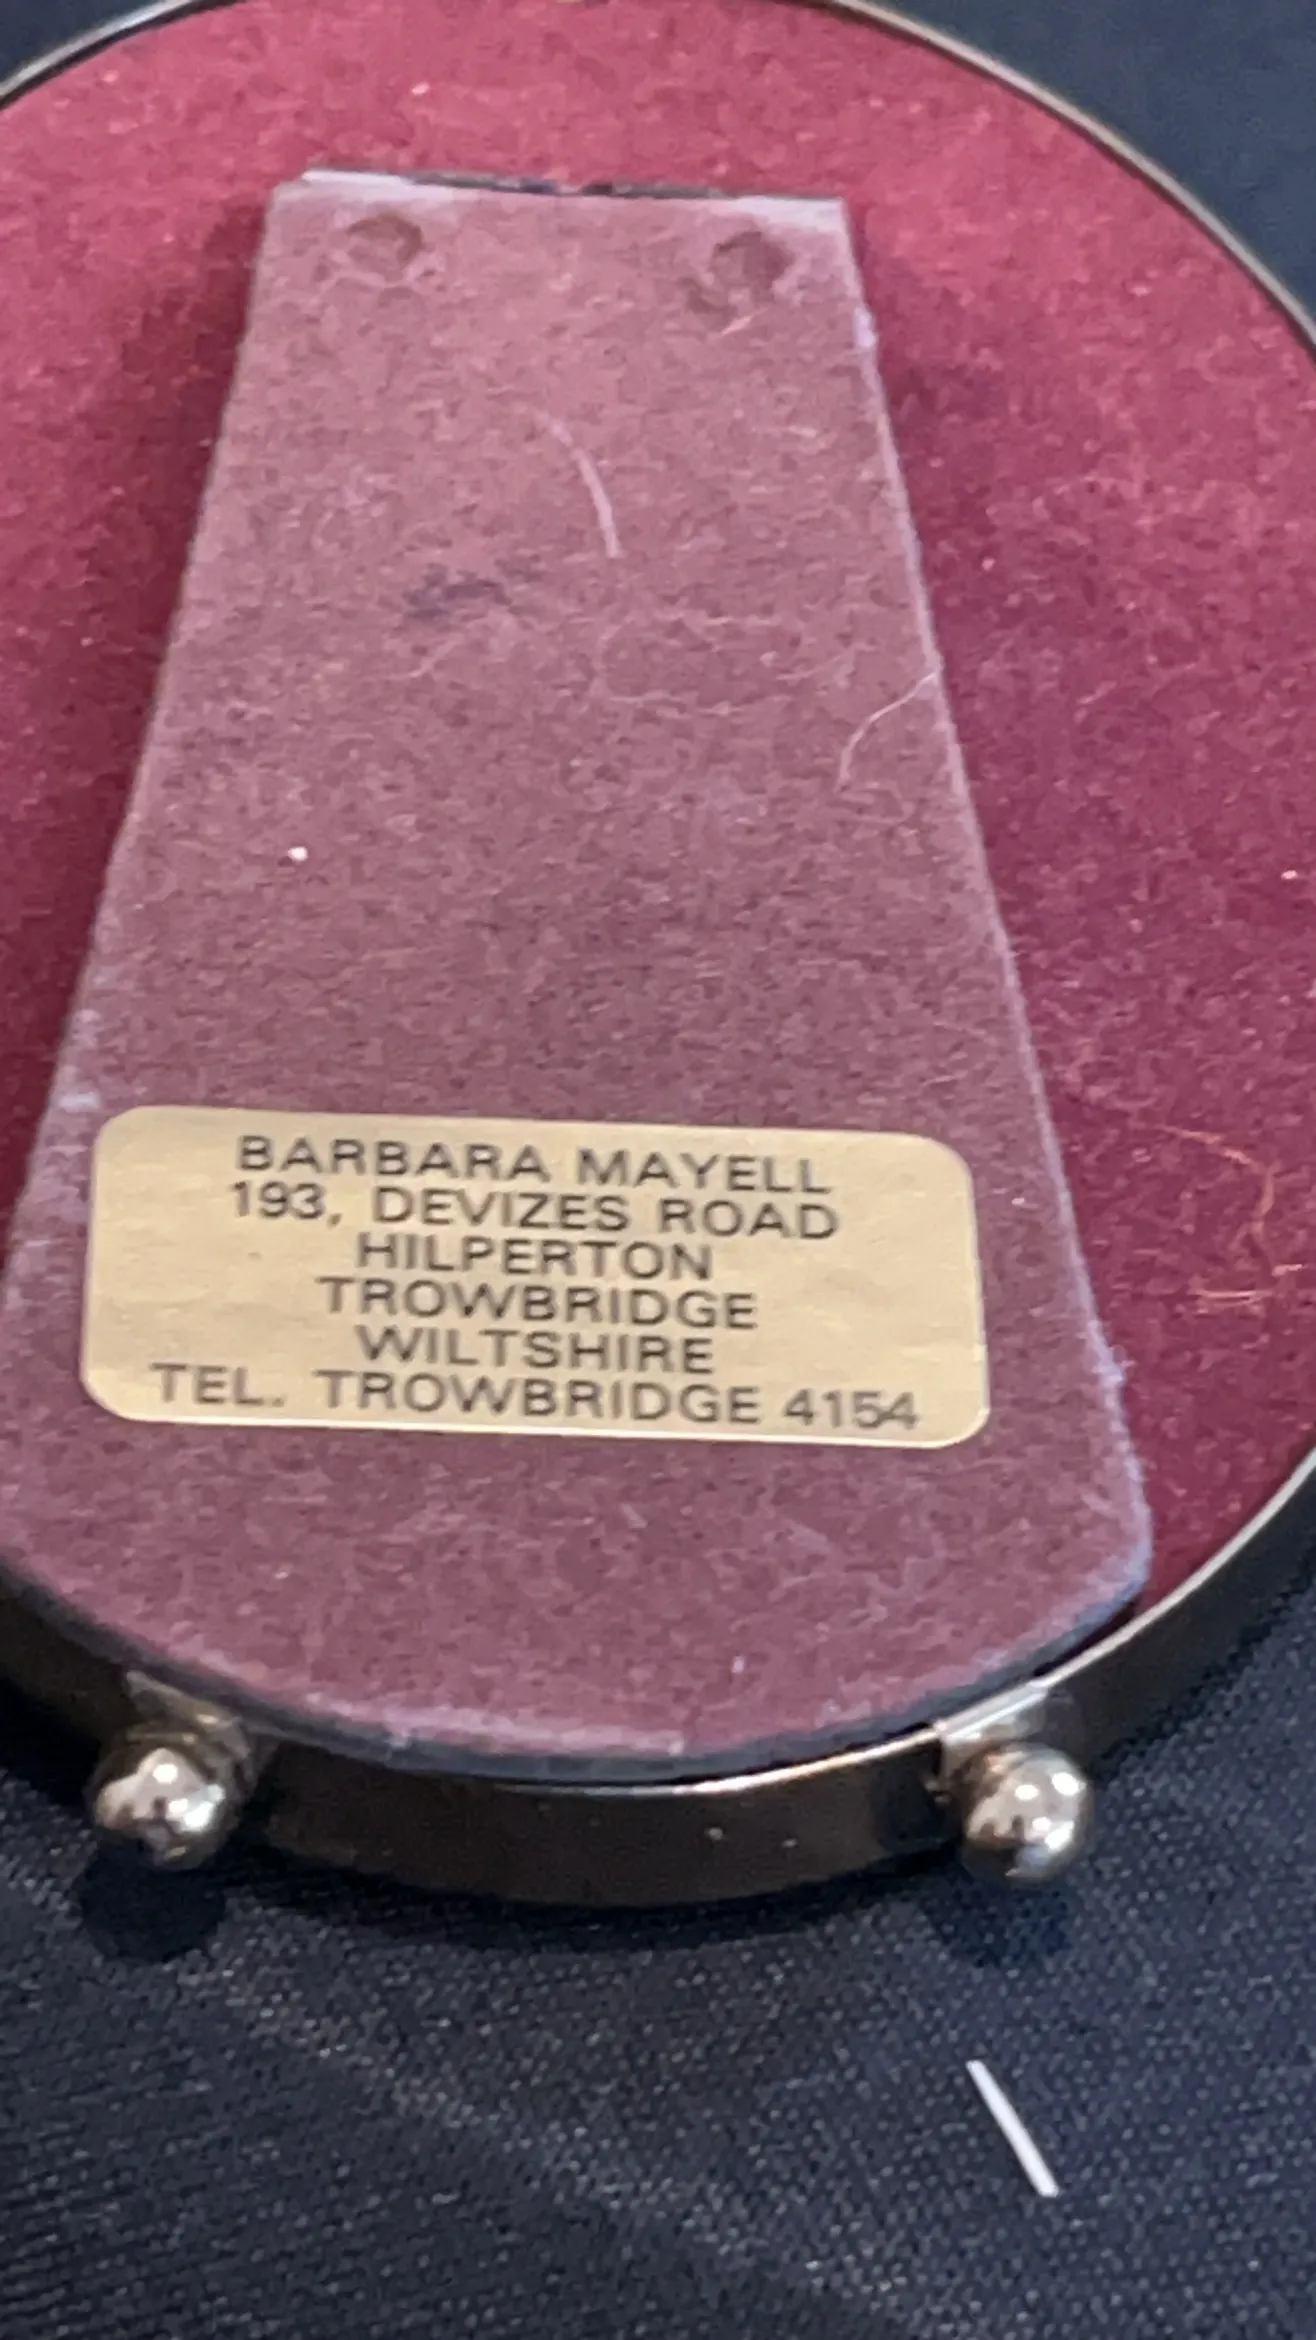 BARBARA MAYELL
193, DEVIZES ROAD
HILPERTON
TROWBRIDGE
WILTSHIRE
TEL. TROWBRIDGE 4154